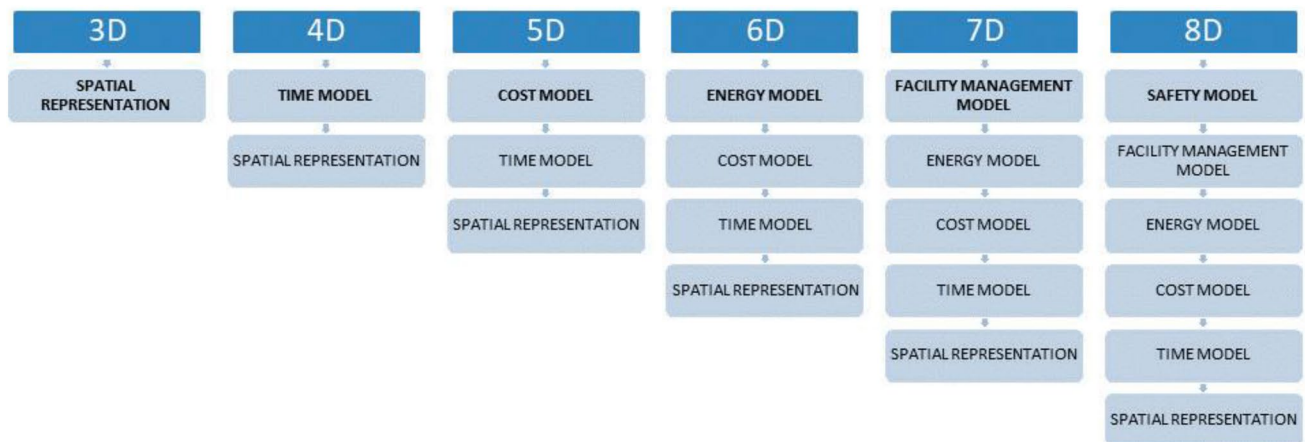 3D
SPATIAL
REPRESENTATION
4D
TIME MODEL
SPATIAL REPRESENTATION
5D
COST MODEL
TIME MODEL
SPATIAL REPRESENTATION
6D
ENERGY MODEL
COST MODEL
TIME MODEL
SPATIAL REPRESENTATION
7D
FACILITY MANAGEMENT
MODEL
ENERGY MODEL
COST MODEL
TIME MODEL
SPATIAL REPRESENTATION
8D
SAFETY MODEL
FACILITY MANAGEMENT
MODEL
ENERGY MODEL
COST MODEL
TIME MODEL
SPATIAL REPRESENTATION